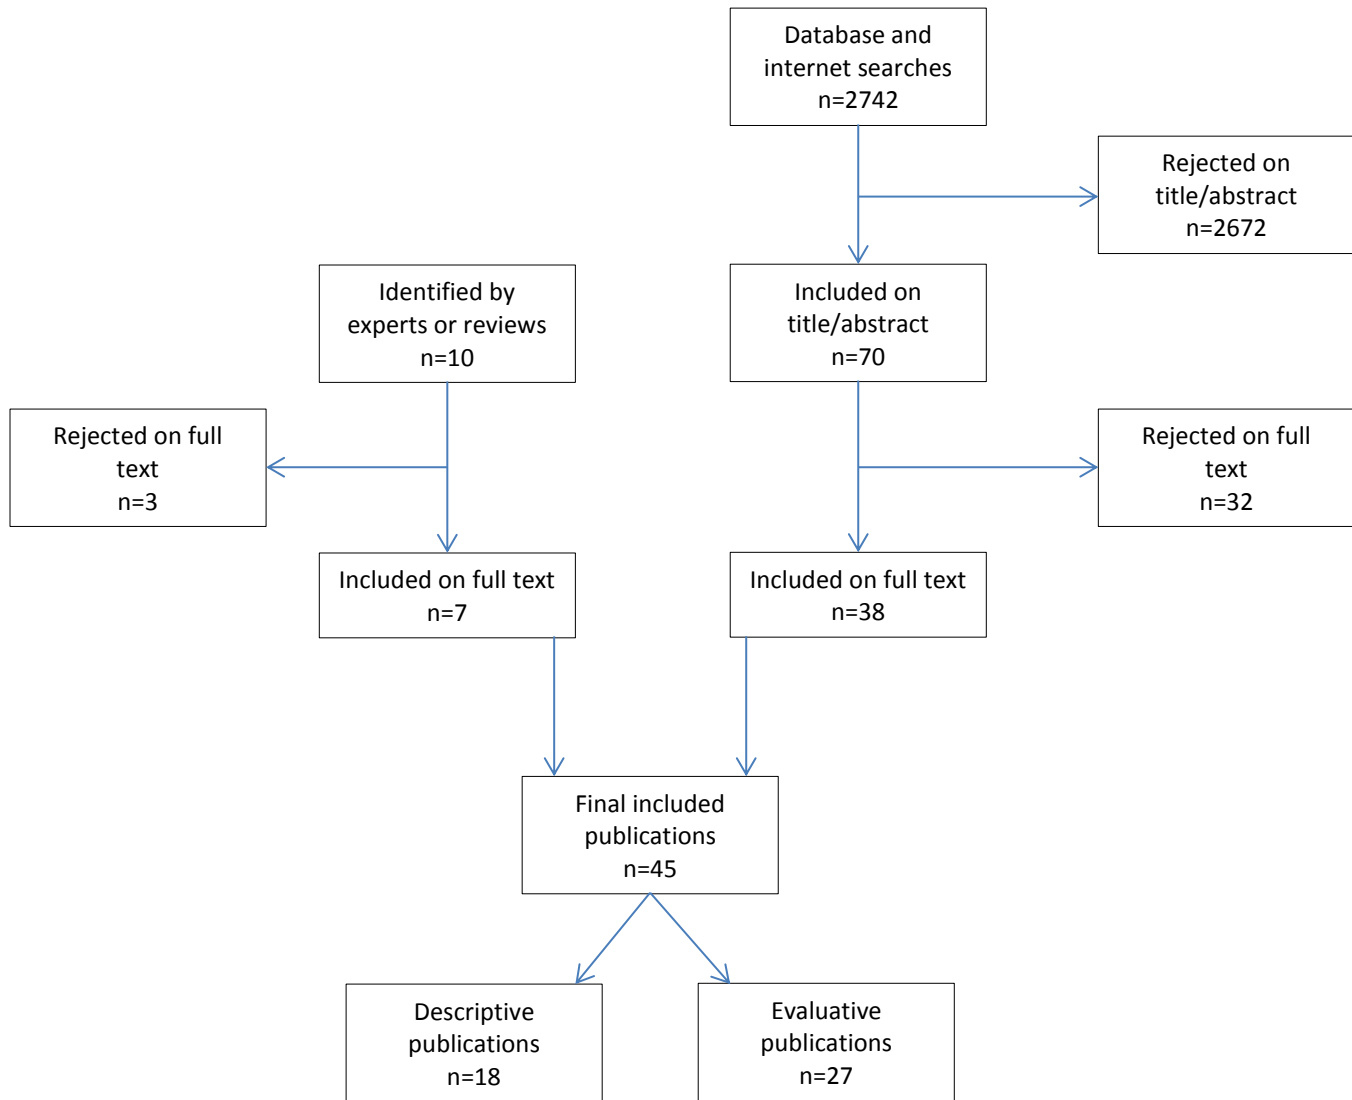 Database and
internet searches
n=2742
Rejected on
title/abstract
n=2672
Identified by
experts or reviews
n=10
Included on
title/abstract
n=70
Rejected on full
text
n=3
Rejected on full
text
n=32
Included on full text
n=7
Included on full text
n=38
Final included
publications
n=45
Descriptive
publications
n=18
Evaluative
publications
n=27